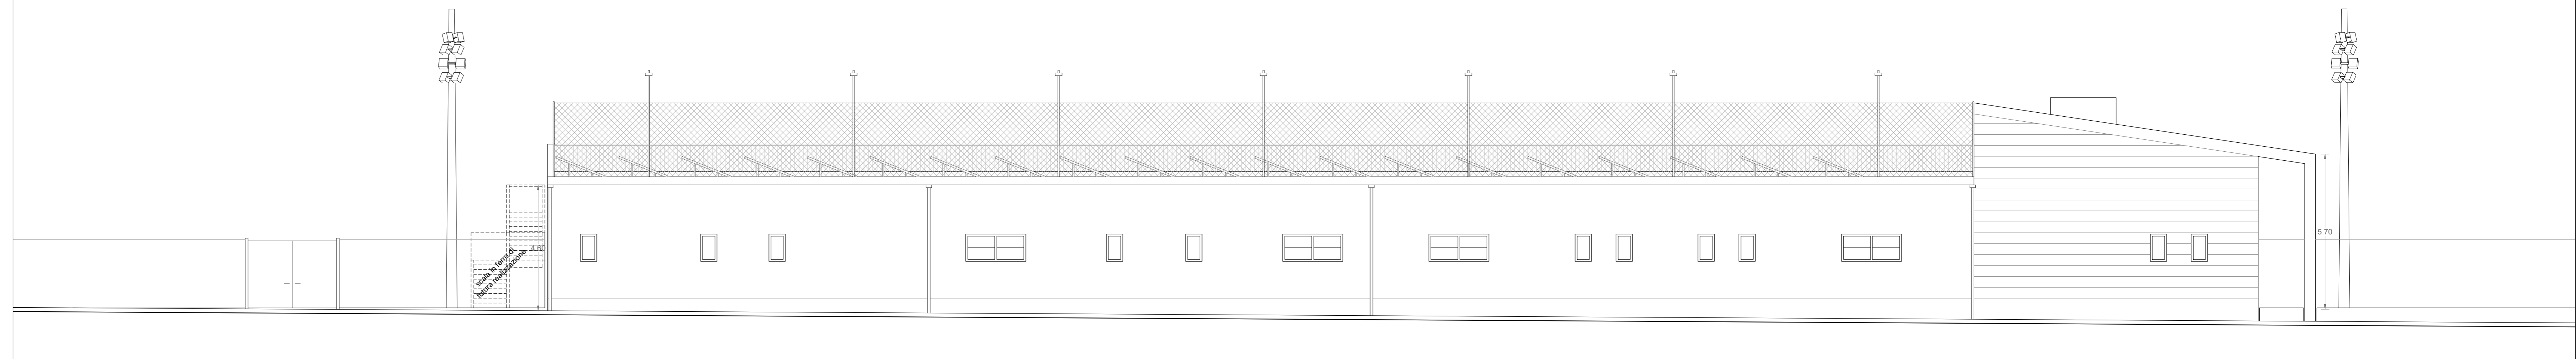 scala in ferro di
futura realizzazione
5.70